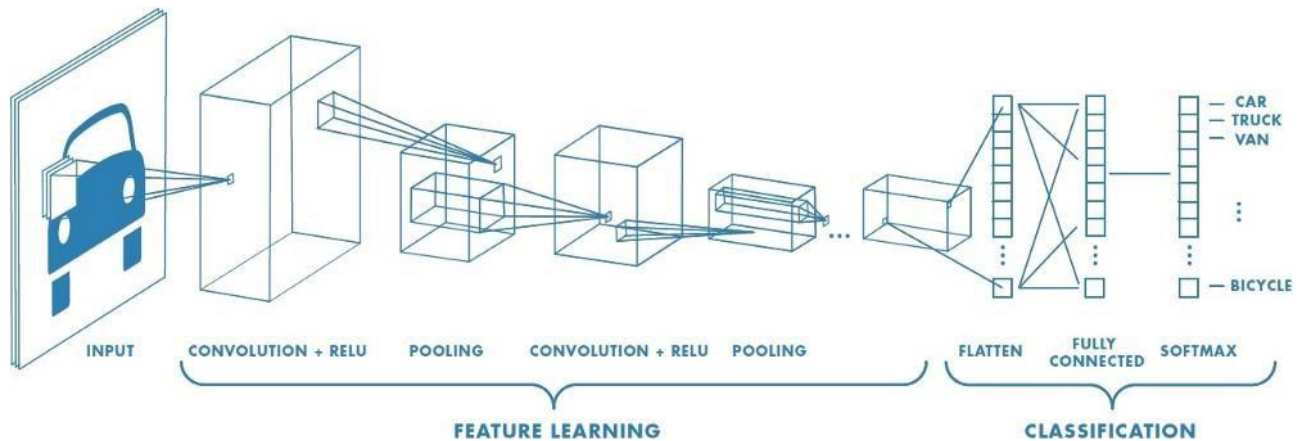 CAR
TRUCK
VAN
...
⋮
⋮
⋮
⋮
BICYCLE
INPUT
CONVOLUTION + RELU
POOLING
CONVOLUTION + RELU
POOLING
FLATTEN
FULLY
CONNECTED
SOFTMAX
FEATURE LEARNING
CLASSIFICATION